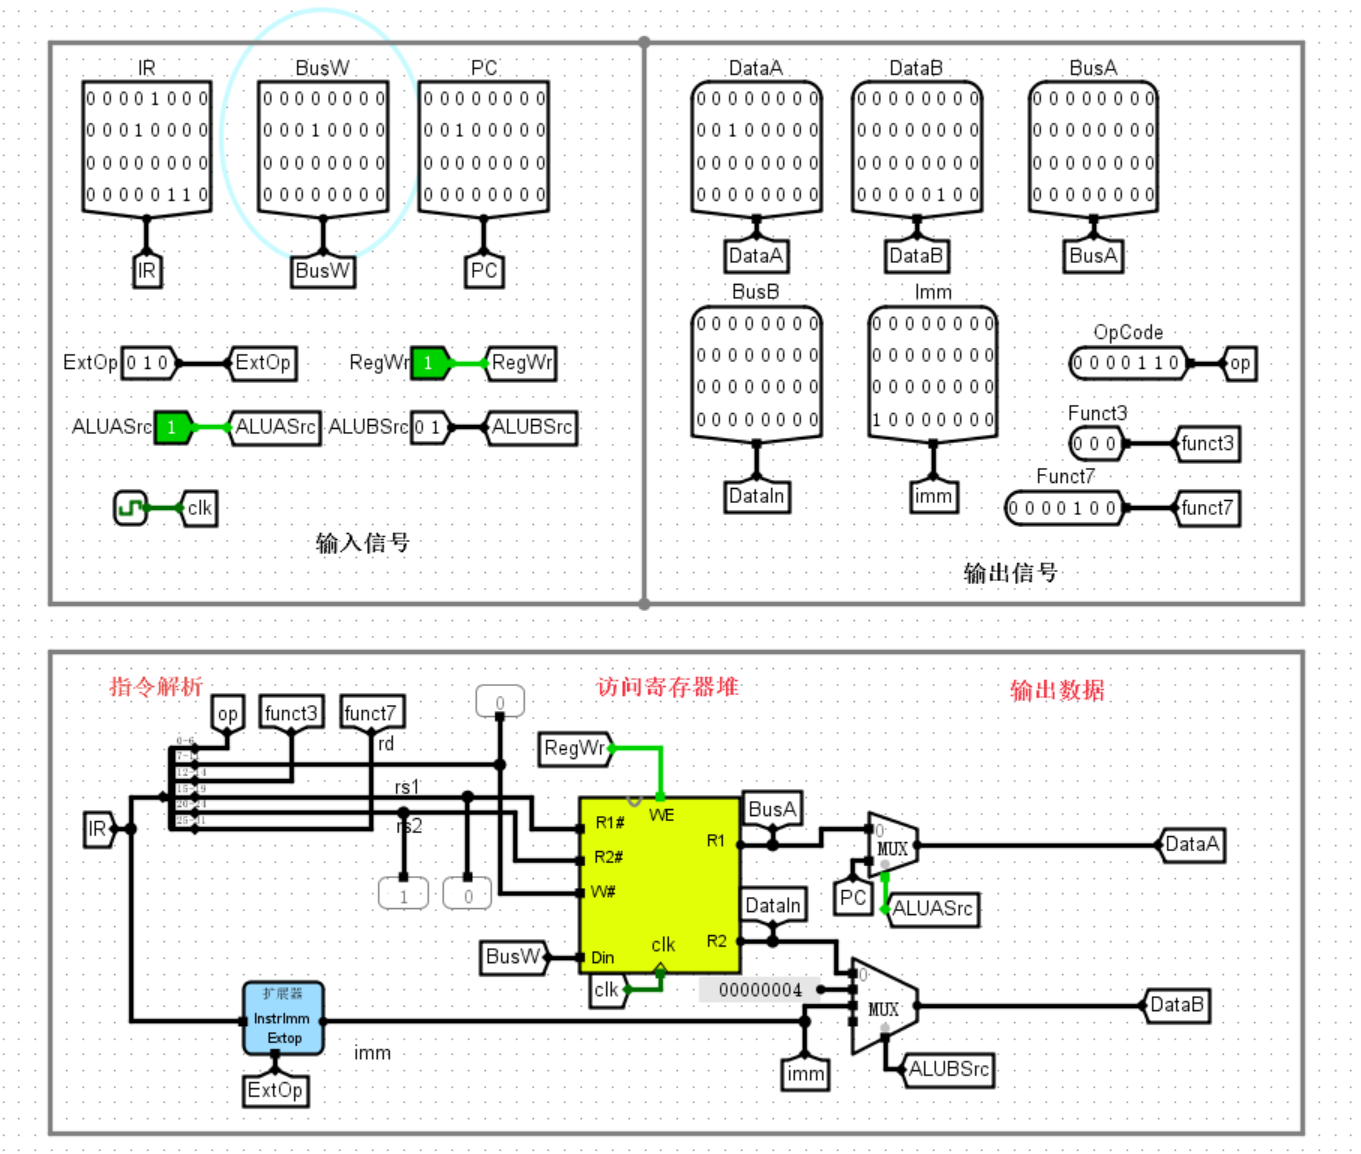 IR BusW PC
0 0 0 0 1 0 0 0
0 0 0 1 0 0 0 0
0 0 0 0 0 0 0 0
0 0 0 0 0 1 1 0
0 0 0 0 0 0 0 0
0 0 0 1 0 0 0 0
0 0 0 0 0 0 0 0
0 0 0 0 0 0 0 0
0 0 0 0 0 0 0 0
0 0 1 0 0 0 0 0
0 0 0 0 0 0 0 0
0 0 0 0 0 0 0 0
IR BusW PC
ExtOp 0 1 0 ExtOp RegWr 1 RegWr
ALUASrc 1 ALUASrc ALUBSrc 0 1 ALUBSrc
clk
输入信号
DataA DataB BusA
0 0 0 0 0 0 0 0
0 0 1 0 0 0 0 0
0 0 0 0 0 0 0 0
0 0 0 0 0 0 0 0
0 0 0 0 0 0 0 0
0 0 0 0 0 0 0 0
0 0 0 0 0 0 0 0
0 0 0 0 0 1 0 0
0 0 0 0 0 0 0 0
0 0 0 0 0 0 0 0
0 0 0 0 0 0 0 0
0 0 0 0 0 0 0 0
DataA DataB BusA
BusB Imm
0 0 0 0 0 0 0 0
0 0 0 0 0 0 0 0
0 0 0 0 0 0 0 0
0 0 0 0 0 0 0 0
0 0 0 0 0 0 0 0
0 0 0 0 0 0 0 0
0 0 0 0 0 0 0 0
1 0 0 0 0 0 0 0
DataIn imm
OpCode
0 0 0 0 1 1 0 op
Funct3
0 0 0 funct3
Funct7
0 0 0 0 1 0 0 funct7
输出信号
指令解析 访问寄存器堆 输出数据
op funct3 funct7 0
rd
0-6
12-14
15-19
20-24
rs1
rs2
IR
1 0
RegWr
WE
R1#
R2#
W#
Din
clk
R1
R2
BusW
clk
BusA
DataIn
0
MUX
PC
ALUASrc
DataA
00000004
0
MUX
ALUBSrc
DataB
扩展器
InstrImm
Extop
ExtOp
imm
imm